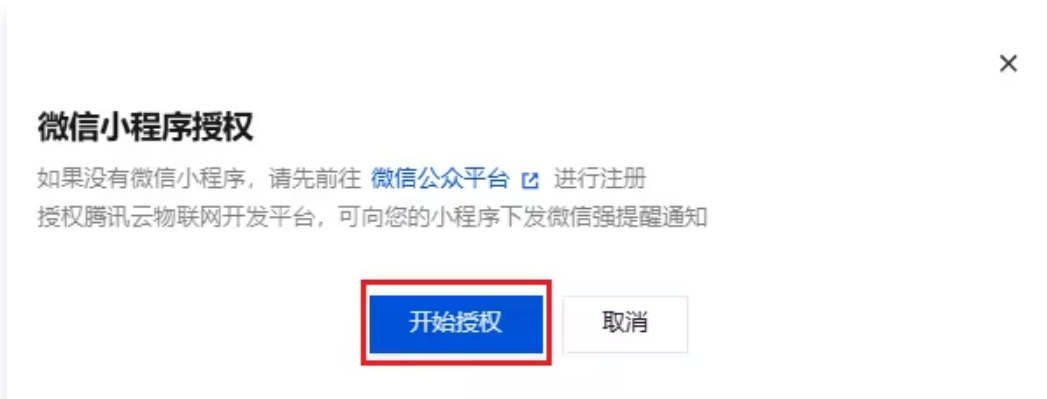 微信小程序授权
如果没有微信小程序，请先前往 微信公众平台 进行注册
授权腾讯云物联网开发平台，可向您的小程序下发微信强提醒通知
开始授权 取消